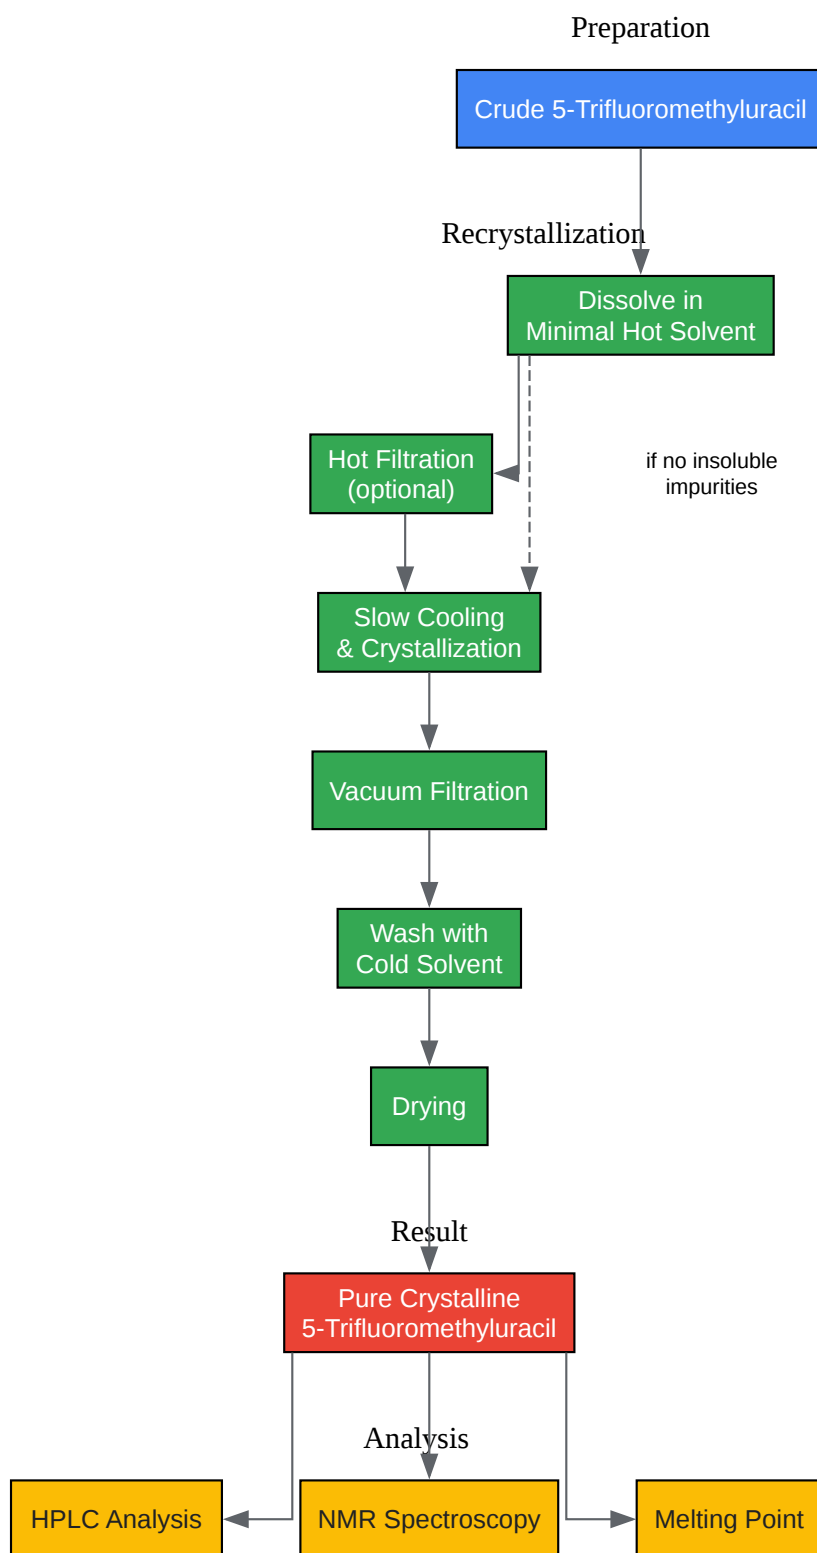 Preparation
Crude 5-Trifluoromethyluracil
Recrystallization
Dissolve in
Minimal Hot Solvent
Hot Filtration
(optional)
if no insoluble
impurities
Slow Cooling
& Crystallization
Vacuum Filtration
Wash with
Cold Solvent
Drying
Result
Pure Crystalline
5-Trifluoromethyluracil
Analysis
HPLC Analysis
NMR Spectroscopy
Melting Point